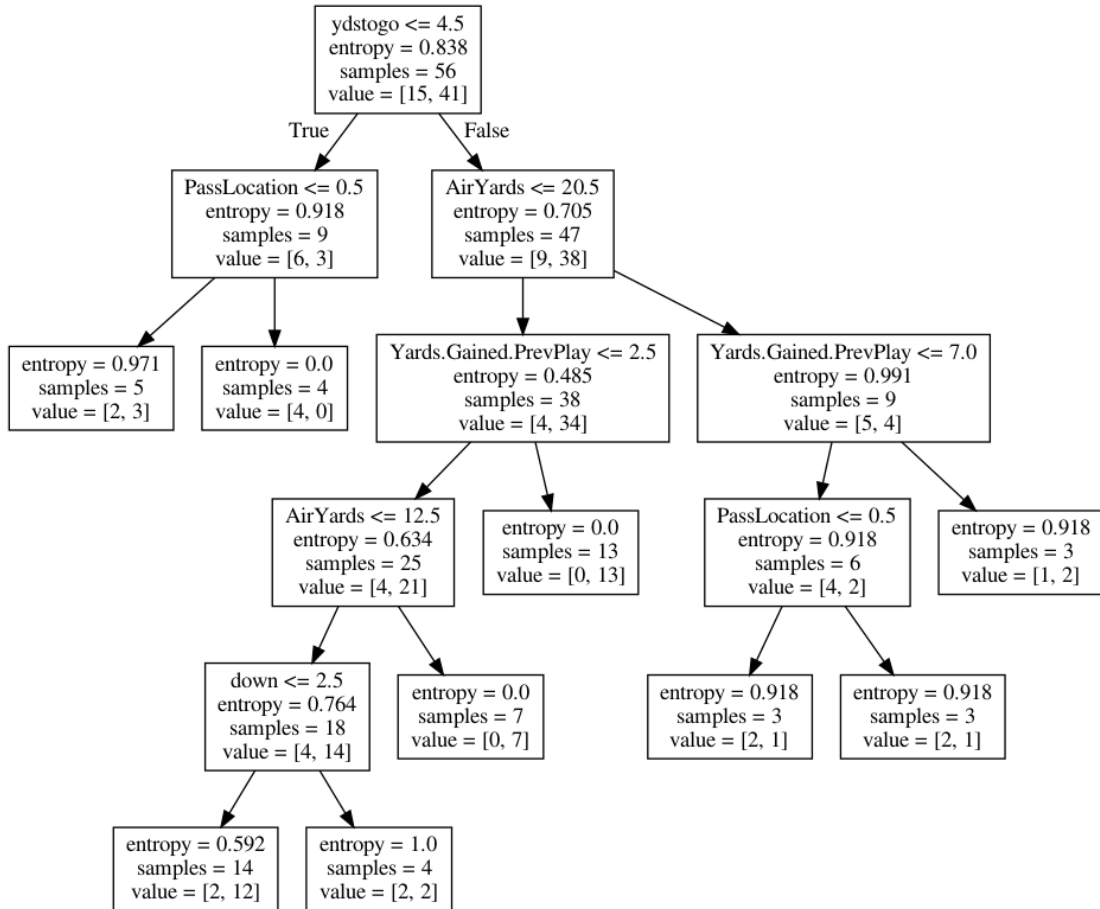 ydstogo <= 4.5
entropy = 0.838
samples = 56
value = [15, 41]
True
False
PassLocation <= 0.5
entropy = 0.918
samples = 9
value = [6, 3]
AirYards <= 20.5
entropy = 0.705
samples = 47
value = [9, 38]
entropy = 0.971
samples = 5
value = [2, 3]
entropy = 0.0
samples = 4
value = [4, 0]
Yards.Gained.PrevPlay <= 2.5
entropy = 0.485
samples = 38
value = [4, 34]
Yards.Gained.PrevPlay <= 7.0
entropy = 0.991
samples = 9
value = [5, 4]
AirYards <= 12.5
entropy = 0.634
samples = 25
value = [4, 21]
entropy = 0.0
samples = 13
value = [0, 13]
PassLocation <= 0.5
entropy = 0.918
samples = 6
value = [4, 2]
entropy = 0.918
samples = 3
value = [1, 2]
down <= 2.5
entropy = 0.764
samples = 18
value = [4, 14]
entropy = 0.0
samples = 7
value = [0, 7]
entropy = 0.918
samples = 3
value = [2, 1]
entropy = 0.918
samples = 3
value = [2, 1]
entropy = 0.592
samples = 14
value = [2, 12]
entropy = 1.0
samples = 4
value = [2, 2]